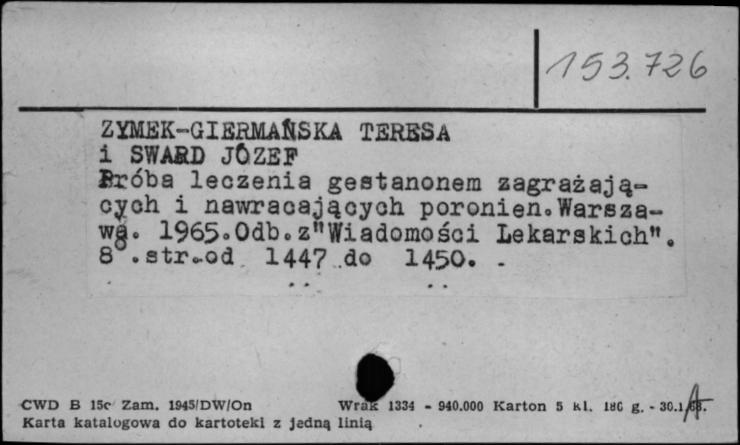 153.726
ZYMEK-GIERMAŃSKA TERESA
i SWARD JÓZEF
Próba leczenia gestanonem zagrażają-
cych i nawracających poronien.Warsza-
wa. 1965.Odb.z"Wiadomości Lekarskich".
8°.str.od 1447 do 1450.
CWD B 15c Zam. 1945/DW/On Wrak 1334 - 940.000 Karton 5 kl. 180 g. - 30.1
Karta katalogowa do kartoteki z jedną linią